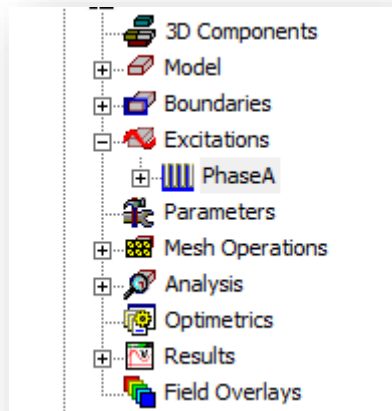 3D Components
Model
Boundaries
Excitations
PhaseA
Parameters
Mesh Operations
Analysis
Optimetrics
Results
Field Overlays